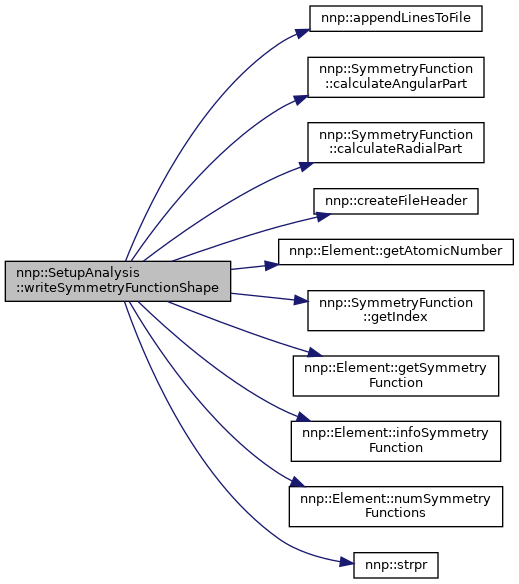 nnp::appendLinesToFile
nnp::SymmetryFunction
::calculateAngularPart
nnp::SymmetryFunction
::calculateRadialPart
nnp::createFileHeader
nnp::Element::getAtomicNumber
nnp::SetupAnalysis
::writeSymmetryFunctionShape
nnp::SymmetryFunction
::getIndex
nnp::Element::getSymmetry
Function
nnp::Element::infoSymmetry
Function
nnp::Element::numSymmetry
Functions
nnp::strpr